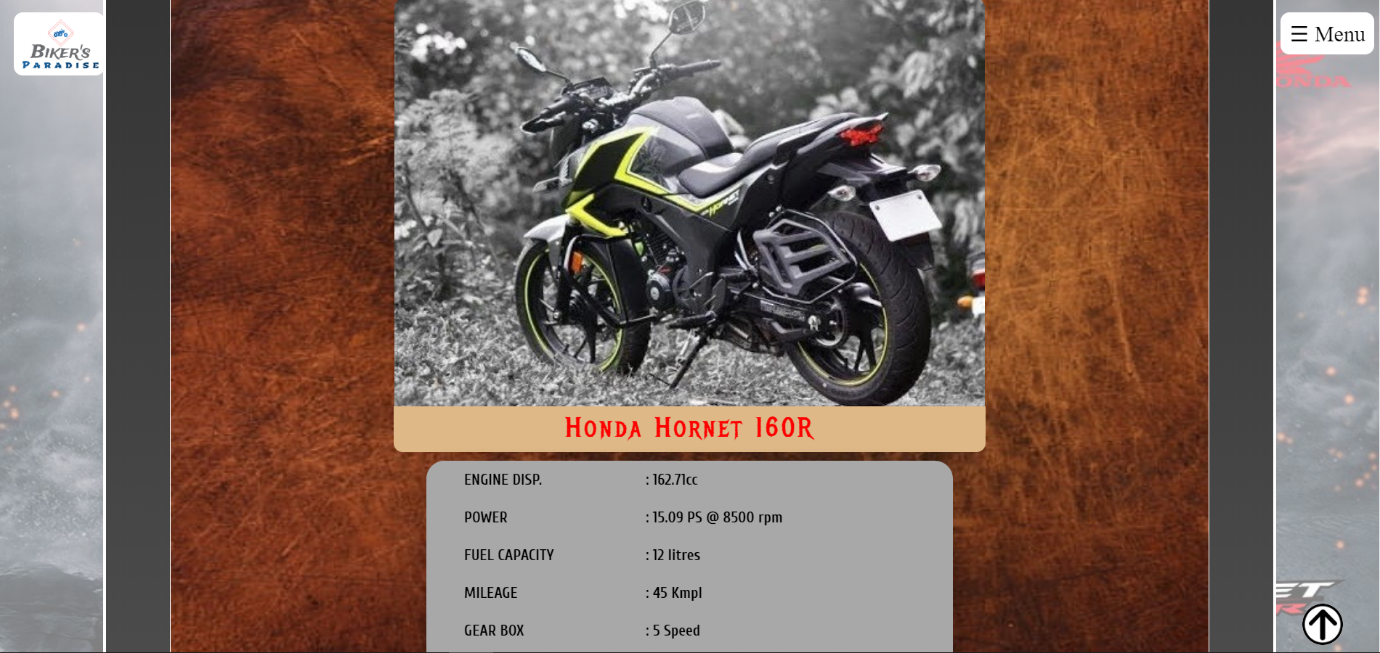 BIKER'S
PARADISE
☰ Menu
HONDA HORNET 160R
HORNET
ENGINE DISP. : 162.71cc
POWER : 15.09 PS @ 8500 rpm
FUEL CAPACITY : 12 litres
MILEAGE : 45 Kmpl
GEAR BOX : 5 Speed